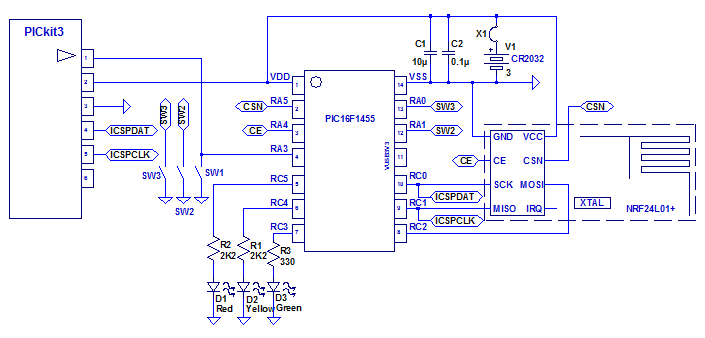 PICkit3
1
2
3
4
5
6
ICSPDAT
ICSPCLK
SW3
SW2
SW3
SW2
SW1
VDD
RA5
RA4
RA3
RC5
RC4
RC3
CSN
CE
1
2
3
4
5
6
7
PIC16F1455
VUSB3V3
14
13
12
11
10
9
8
VSS
RA0
RA1
RC0
RC1
RC2
SW3
SW2
ICSPDAT
ICSPCLK
C1
10µ
C2
0.1µ
X1
V1
CR2032
3
R2
2K2
R1
2K2
R3
330
D1
Red
D2
Yellow
D3
Green
GND VCC
CE CSN
SCK MOSI
MISO IRQ
CE
CSN
XTAL
NRF24L01+